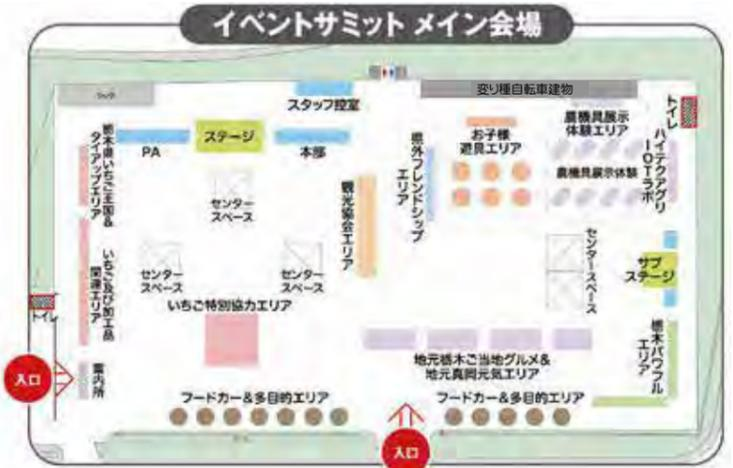 イベントサミット メイン会場
変り種自転車建物
スタッフ控室
トイレ
PA
ステージ
本部
お子様
遊具エリア
農機具展示
体験エリア
農機具展示体験
ハイテクアグリ
IOTラボ
栃木県いちご王国&
タイアップエリア
県外フレンドシップ
エリア
観光協会エリア
センター
スペース
センター
スペース
センター
スペース
センター
スペース
サブ
ステージ
いちご及び加工品
関連エリア
いちご特別協力エリア
トイレ
地元栃木ご当地グルメ&
地元真岡元気エリア
栃木パワフル
エリア
入口
案内所
フードカー&多目的エリア
フードカー&多目的エリア
入口